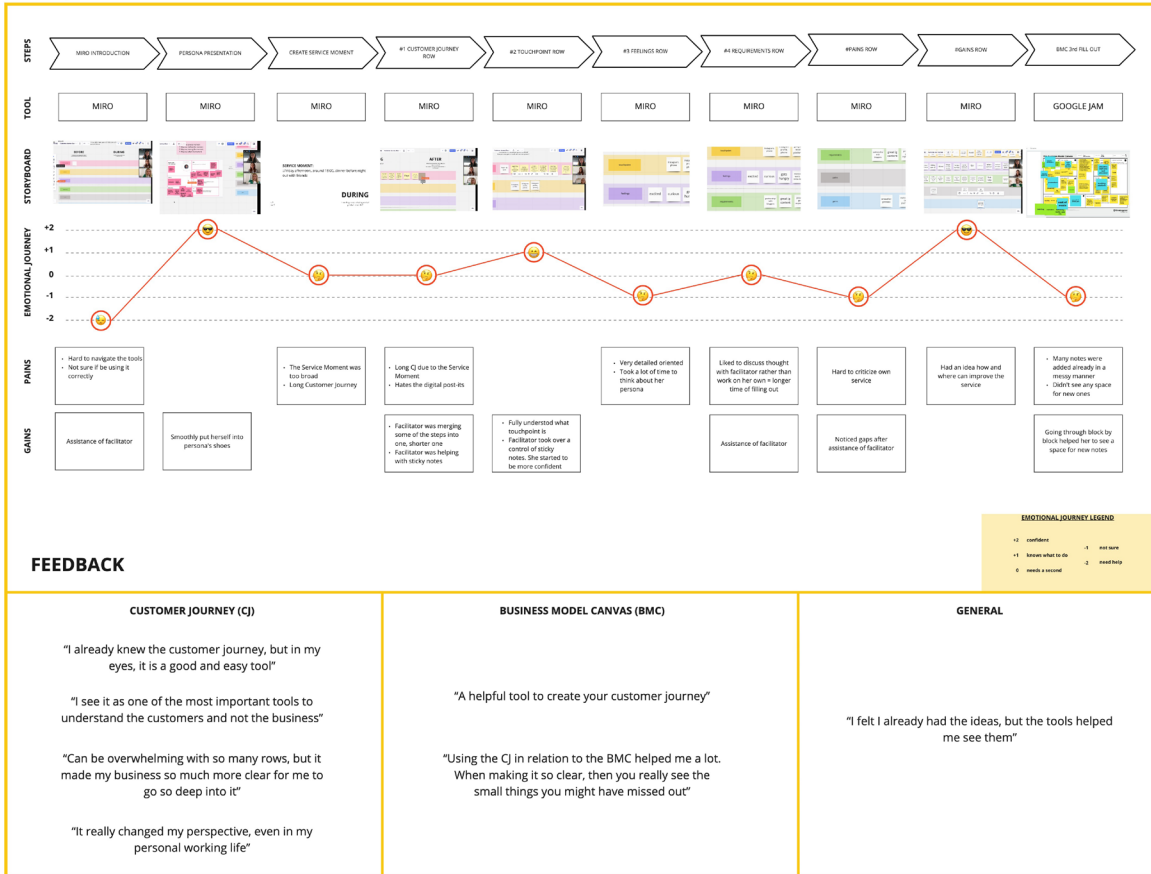 STEPS
MIRO INTRODUCTION
PERSONA PRESENTATION
CREATE SERVICE MOMENT
#1 CUSTOMER JOURNEY
ROW
#2 TOUCHPOINT ROW
#3 FEELINGS ROW
#4 REQUIREMENTS ROW
#PAINS ROW
#GAINS ROW
BMC 3rd FILL OUT
TOOL
MIRO
MIRO
MIRO
MIRO
MIRO
MIRO
MIRO
MIRO
MIRO
GOOGLE JAM
STORYBOARD
BEFORE
DURING
SERVICE MOMENT:
DURING
AFTER
EMOTIONAL JOURNEY
+2
+1
0
-1
-2
PAINS
• Hard to navigate the tools
• Not sure if be using it
correctly
• The Service Moment was
too broad
• Long Customer Journey
• Long CJ due to the Service
Moment
• Hates the digital post-its
• Very detailed oriented
• Took a lot of time to
think about her
persona
Liked to discuss thought
with facilitator rather than
work on her own = longer
time of filling out
Hard to criticize own
service
Had an idea how and
where can improve the
service
• Many notes were
added already in a
messy manner
• Didn't see any space
for new ones
GAINS
Assistance of facilitator
Smoothly put herself into
persona's shoes
• Facilitator was merging
some of the steps into
one, shorter one
• Facilitator was helping
with sticky notes
• Fully understod what
touchpoint is
• Facilitator took over a
control of sticky
notes. She started to
be more confident
Assistance of facilitator
Noticed gaps after
assistance of facilitator
Going through block by
block helped her to see a
space for new notes
EMOTIONAL JOURNEY LEGEND
+2 confident
+1 knows what to do
0 needs a second
-1 not sure
-2 need help
FEEDBACK
CUSTOMER JOURNEY (CJ)
“I already knew the customer journey, but in my
eyes, it is a good and easy tool”
“I see it as one of the most important tools to
understand the customers and not the business”
“Can be overwhelming with so many rows, but it
made my business so much more clear for me to
go so deep into it”
“It really changed my perspective, even in my
personal working life”
BUSINESS MODEL CANVAS (BMC)
“A helpful tool to create your customer journey”
“Using the CJ in relation to the BMC helped me a lot.
When making it so clear, then you really see the
small things you might have missed out”
GENERAL
“I felt I already had the ideas, but the tools helped
me see them”